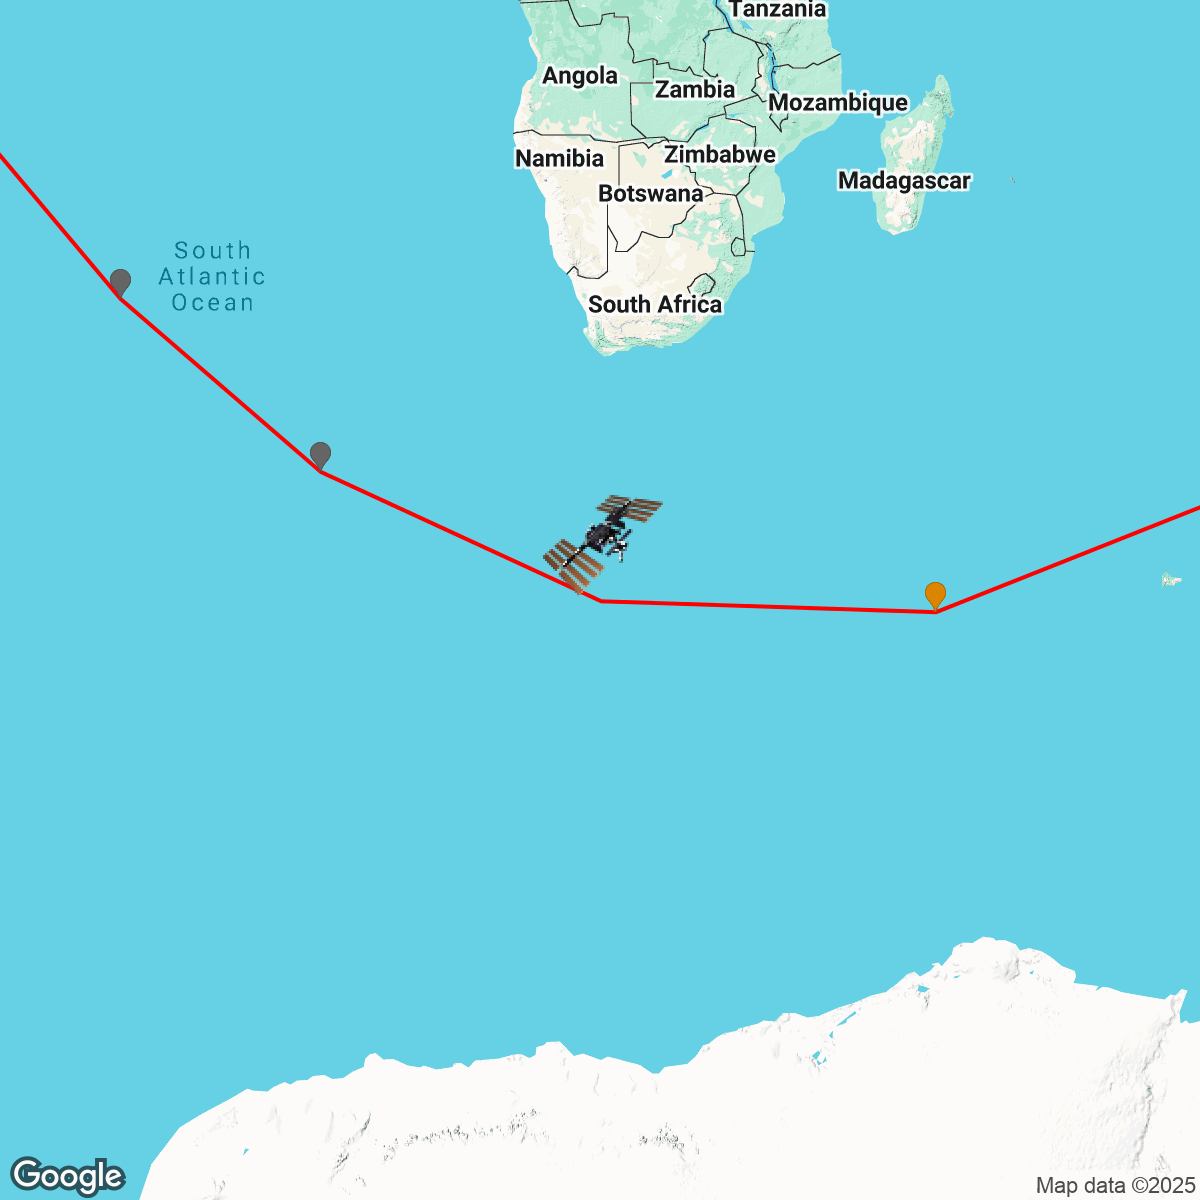 Tanzania
Angola
Zambia
Mozambique
Namibia
Zimbabwe
Botswana
Madagascar
South
Atlantic
Ocean
South Africa
Google
Map data ©2025